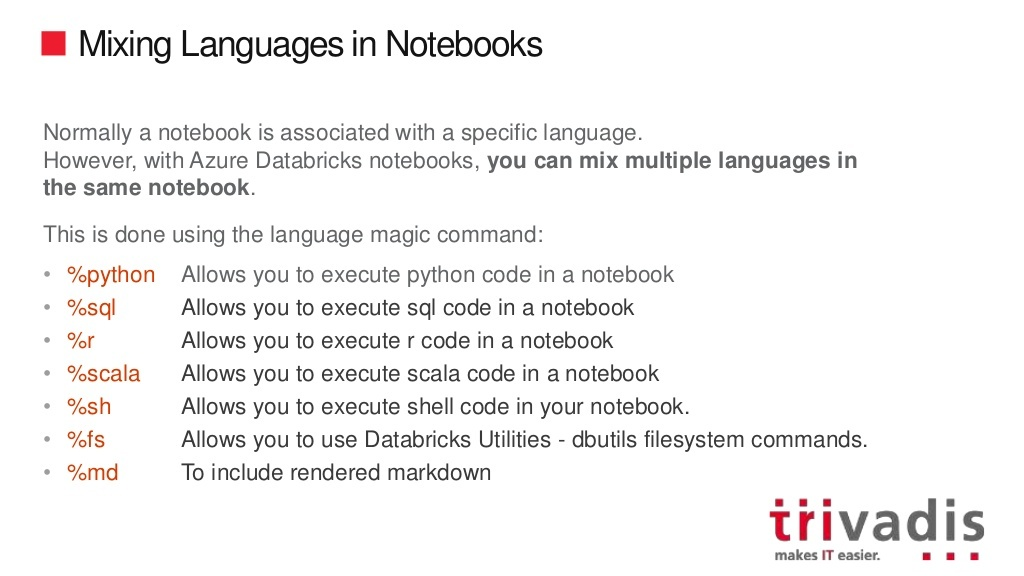 Mixing Languages in Notebooks
Normally a notebook is associated with a specific language.
However, with Azure Databricks notebooks, you can mix multiple languages in
the same notebook.
This is done using the language magic command:
• %python Allows you to execute python code in a notebook
• %sql Allows you to execute sql code in a notebook
• %r Allows you to execute r code in a notebook
• %scala Allows you to execute scala code in a notebook
• %sh Allows you to execute shell code in your notebook.
• %fs Allows you to use Databricks Utilities - dbutils filesystem commands.
• %md To include rendered markdown
trivadis
makes IT easier.